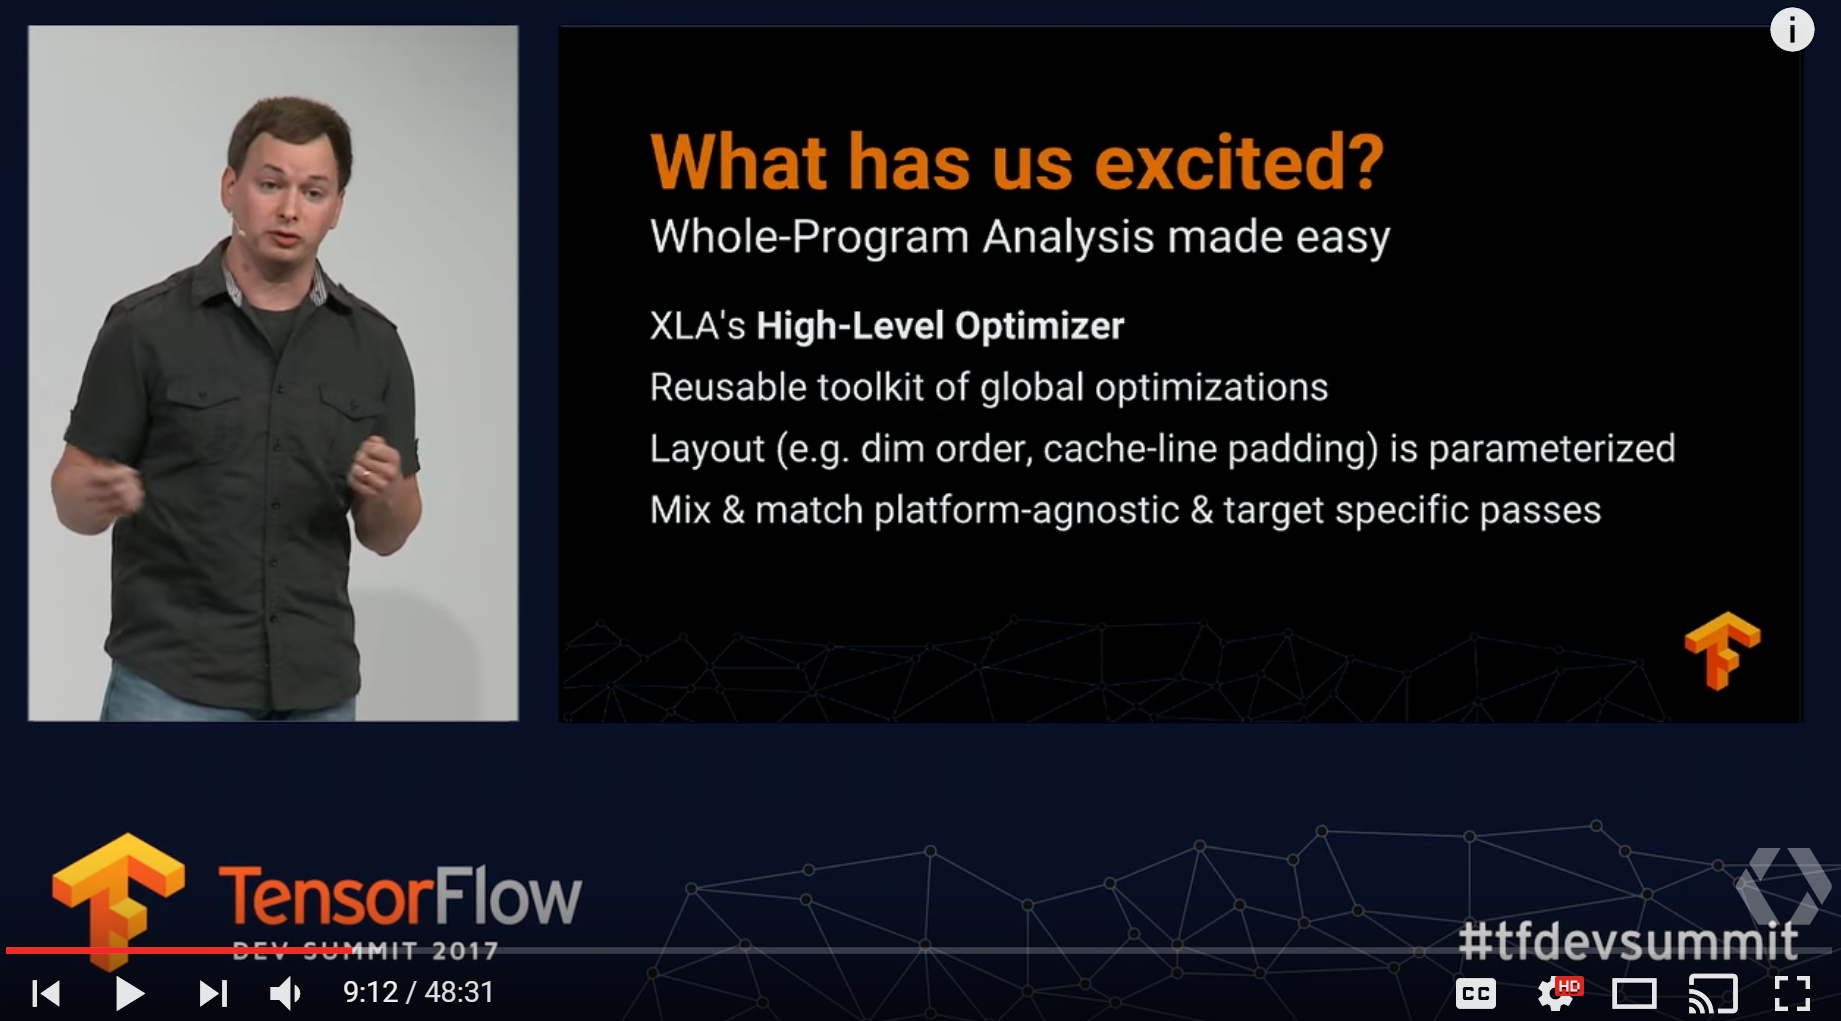 What has us excited?
Whole-Program Analysis made easy
XLA's High-Level Optimizer
Reusable toolkit of global optimizations
Layout (e.g. dim order, cache-line padding) is parameterized
Mix & match platform-agnostic & target specific passes
TensorFlow
DEV SUMMIT 2017
#tfdevsummit
9:12 / 48:31
CC
HD
i